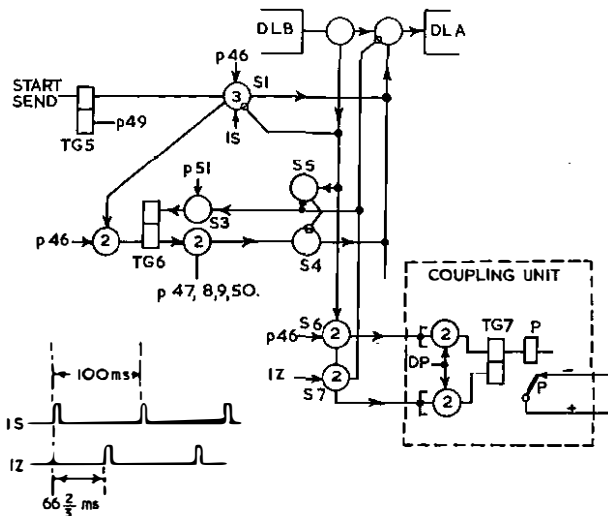 DLB
DLA
p46
S1
START
SEND
3
p49
IS
TG5
S5
p51
S3
p46
2
2
S4
TG6
p 47, 8,9,50.
COUPLING UNIT
p46
S6
2
2
TG7
P
DP
IZ
2
S7
2
P
−
+
100ms
IS
IZ
66 2/3 ms